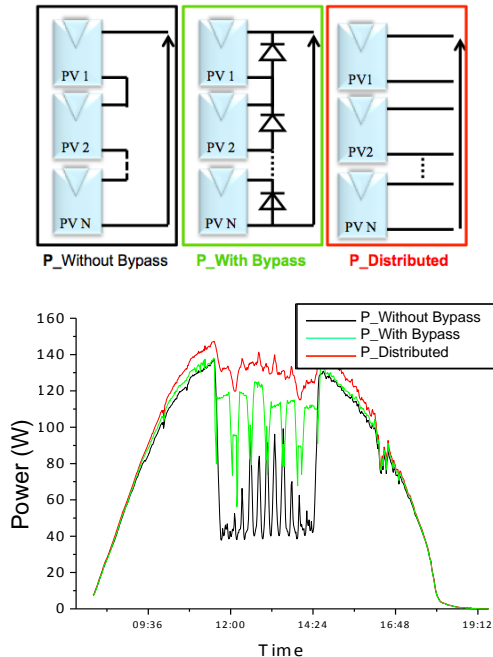 PV 1
PV 2
PV N
PV 1
PV 2
PV N
PV1
PV2
PV N
P_Without Bypass
P_With Bypass
P_Distributed
P_Without Bypass
P_With Bypass
P_Distributed
160
140
120
100
80
60
40
20
0
Power (W)
09:36
12:00
14:24
16:48
19:12
Time